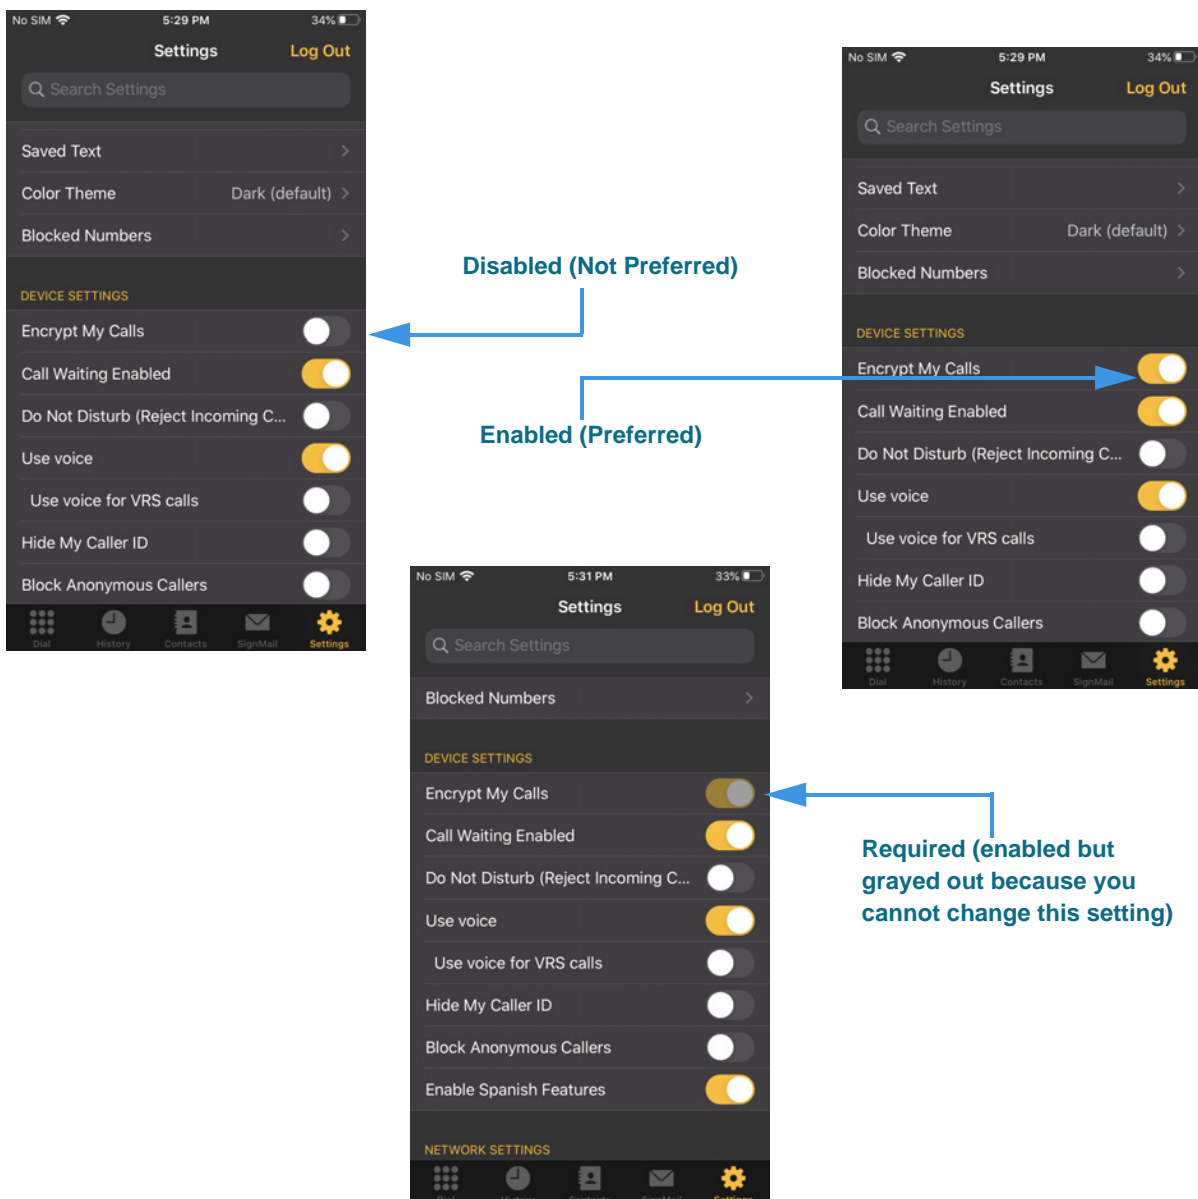 No SIM 5:29 PM 34%
Settings Log Out
Search Settings
Saved Text
Color Theme Dark (default)
Blocked Numbers
DEVICE SETTINGS
Encrypt My Calls
Call Waiting Enabled
Do Not Disturb (Reject Incoming C...
Use voice
Use voice for VRS calls
Hide My Caller ID
Block Anonymous Callers
Dial History Contacts SignMail Settings
Disabled (Not Preferred)
Enabled (Preferred)
No SIM 5:29 PM 34%
Settings Log Out
Search Settings
Saved Text
Color Theme Dark (default)
Blocked Numbers
DEVICE SETTINGS
Encrypt My Calls
Call Waiting Enabled
Do Not Disturb (Reject Incoming C...
Use voice
Use voice for VRS calls
Hide My Caller ID
Block Anonymous Callers
Dial History Contacts SignMail Settings
No SIM 5:31 PM 33%
Settings Log Out
Search Settings
Blocked Numbers
DEVICE SETTINGS
Encrypt My Calls
Call Waiting Enabled
Do Not Disturb (Reject Incoming C...
Use voice
Use voice for VRS calls
Hide My Caller ID
Block Anonymous Callers
Enable Spanish Features
NETWORK SETTINGS
Dial History Contacts SignMail Settings
Required (enabled but
grayed out because you
cannot change this setting)